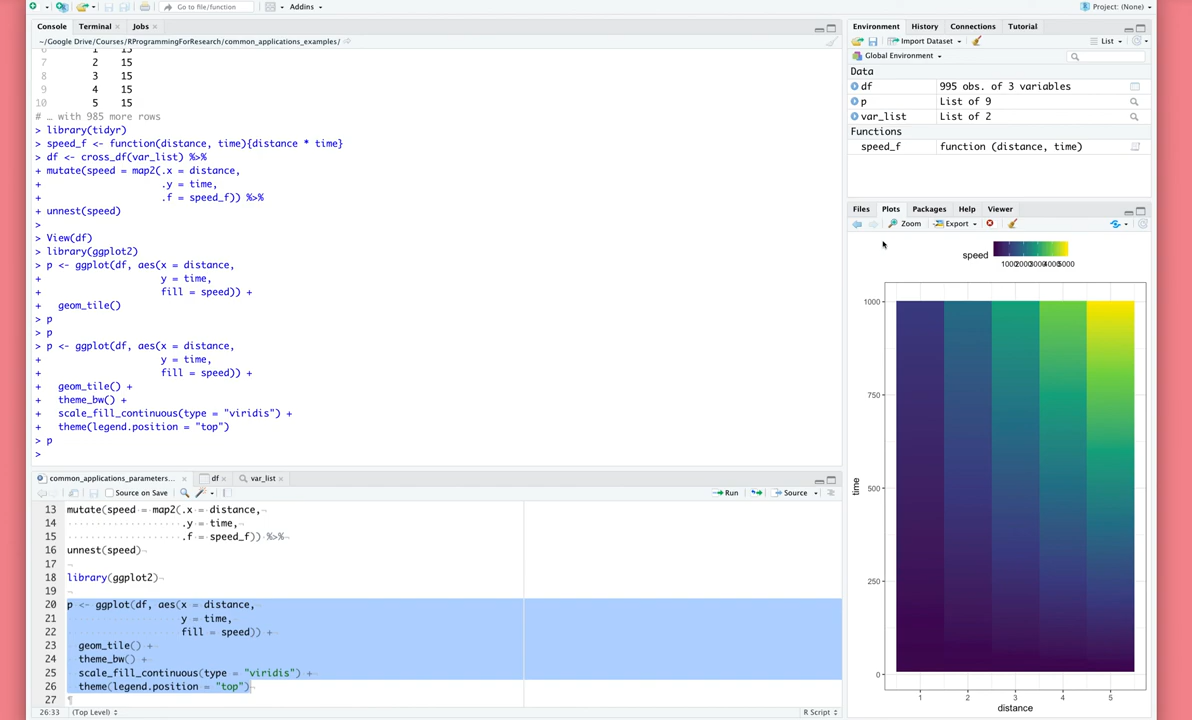 Go to file/function
Addins
Project: (None)
Console Terminal Jobs
~/Google Drive/Courses/RProgrammingForResearch/common_applications_examples/
6 1 15
7 2 15
8 3 15
9 4 15
10 5 15
# … with 985 more rows
> library(tidyr)
> speed_f <- function(distance, time){distance * time}
> df <- cross_df(var_list) %>%
+ mutate(speed = map2(.x = distance,
+ .y = time,
+ .f = speed_f)) %>%
+ unnest(speed)
>
> View(df)
> library(ggplot2)
> p <- ggplot(df, aes(x = distance,
+ y = time,
+ fill = speed)) +
+ geom_tile()
> p
> p
> p <- ggplot(df, aes(x = distance,
+ y = time,
+ fill = speed)) +
+ geom_tile() +
+ theme_bw() +
+ scale_fill_continuous(type = "viridis") +
+ theme(legend.position = "top")
> p
>
common_applications_parameters... df var_list
Source on Save
Run
Source
13 mutate(speed = map2(.x = distance,
14 .y = time,
15 .f = speed_f)) %>%
16 unnest(speed)
17
18 library(ggplot2)
19
20 p <- ggplot(df, aes(x = distance,
21 y = time,
22 fill = speed)) +
23 geom_tile() +
24 theme_bw() +
25 scale_fill_continuous(type = "viridis") +
26 theme(legend.position = "top")
27
26:33 (Top Level)
R Script
Environment History Connections Tutorial
Import Dataset
List
Global Environment
Data
df 995 obs. of 3 variables
p List of 9
var_list List of 2
Functions
speed_f function (distance, time)
Files Plots Packages Help Viewer
Zoom Export
speed
1000 2000 3000 4000 5000
1000
750
500
250
0
time
1 2 3 4 5
distance